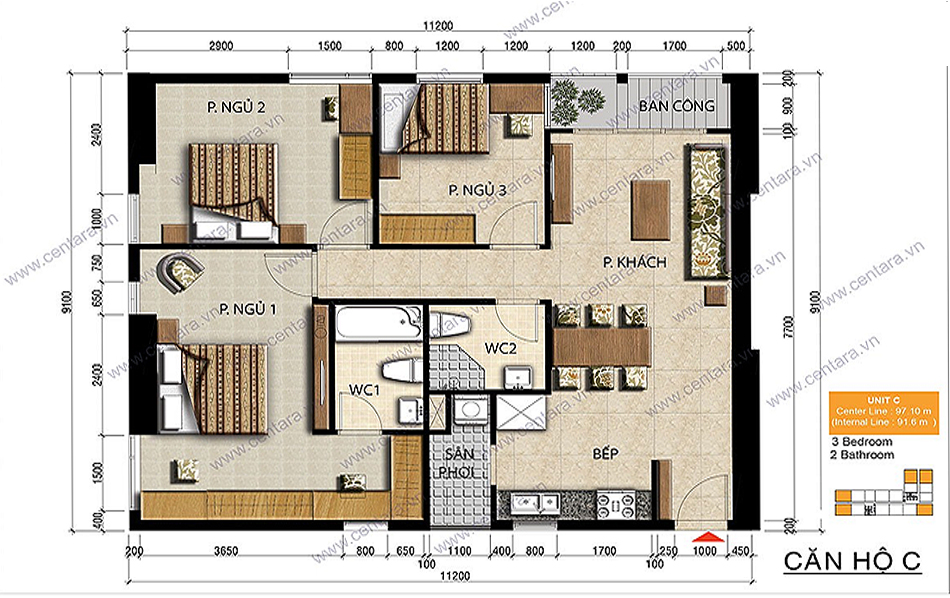 11200
2900 1500 800 1200 1200 1200 200 1700 500
P. NGỦ 2
BAN CÔNG
P. NGỦ 3
P. KHÁCH
P. NGỦ 1
WC1
WC2
SÂN
PHƠI
BẾP
9100
2400
1000
750
650
2400
1500
400
200
900
100
7700
9100
200
200 3650 800 650 100 1100 400 800 1700 100 250 1000 450
11200
UNIT C
Center Line : 97.10 m
(Internal Line : 91.6 m )
3 Bedroom
2 Bathroom
CĂN HỘ C
www.centara.vn